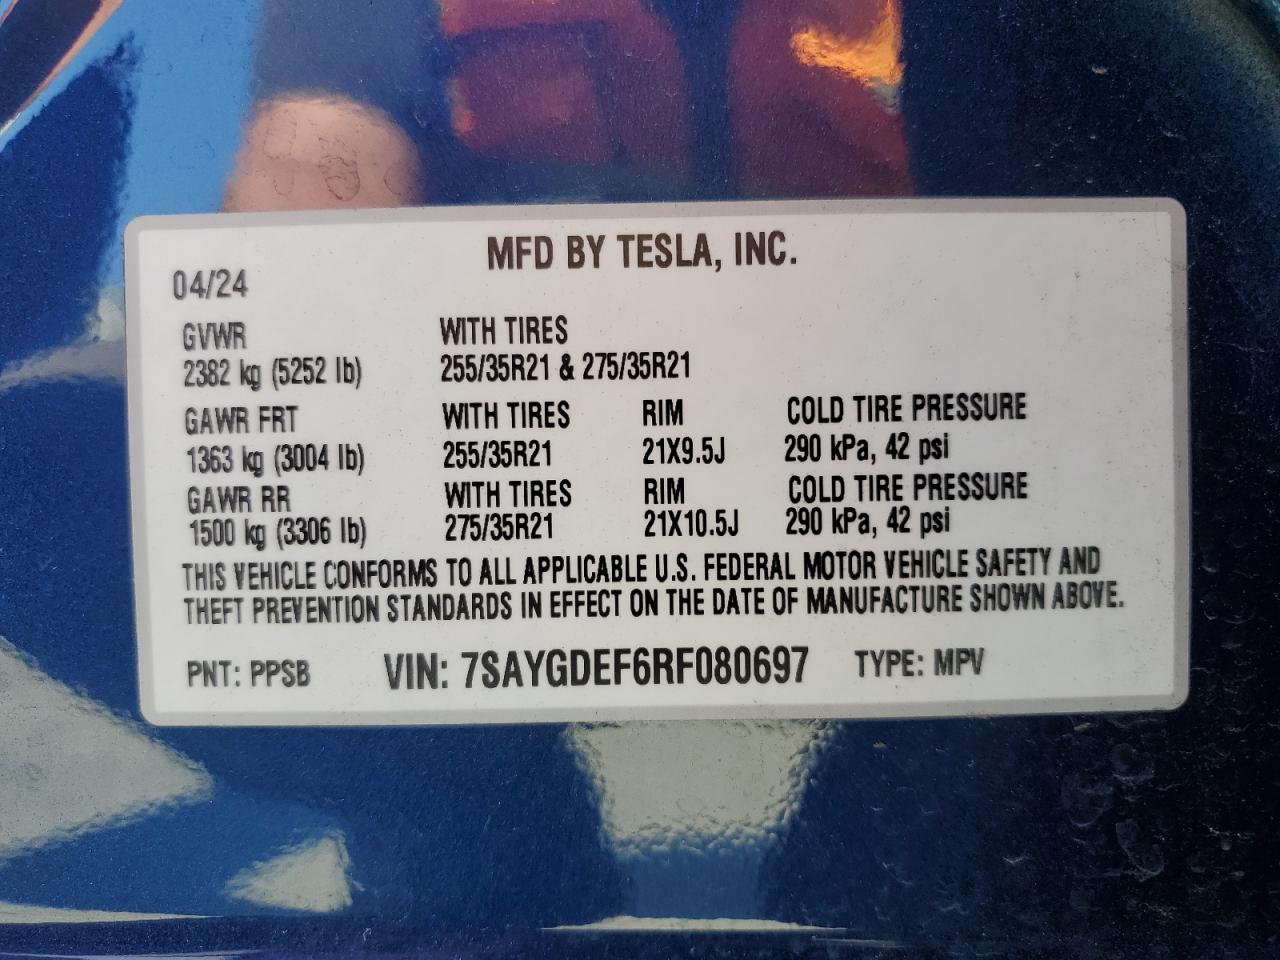 MFD BY TESLA, INC.
04/24
GVWR WITH TIRES
2382 kg (5252 lb) 255/35R21 & 275/35R21
GAWR FRT WITH TIRES RIM COLD TIRE PRESSURE
1363 kg (3004 lb) 255/35R21 21X9.5J 290 kPa, 42 psi
GAWR RR WITH TIRES RIM COLD TIRE PRESSURE
1500 kg (3306 lb) 275/35R21 21X10.5J 290 kPa, 42 psi
THIS VEHICLE CONFORMS TO ALL APPLICABLE U.S. FEDERAL MOTOR VEHICLE SAFETY AND
THEFT PREVENTION STANDARDS IN EFFECT ON THE DATE OF MANUFACTURE SHOWN ABOVE.
PNT: PPSB VIN: 7SAYGDEF6RF080697 TYPE: MPV